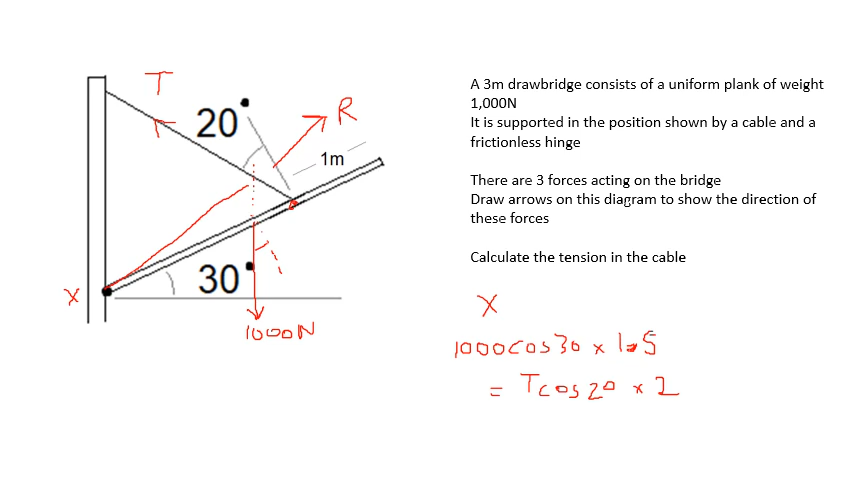 A 3m drawbridge consists of a uniform plank of weight
1,000N
It is supported in the position shown by a cable and a
frictionless hinge
There are 3 forces acting on the bridge
Draw arrows on this diagram to show the direction of
these forces
Calculate the tension in the cable
T
20°
R
1m
30°
X
1000N
X
1000cos30 x 1.5
= Tcos20 x 2